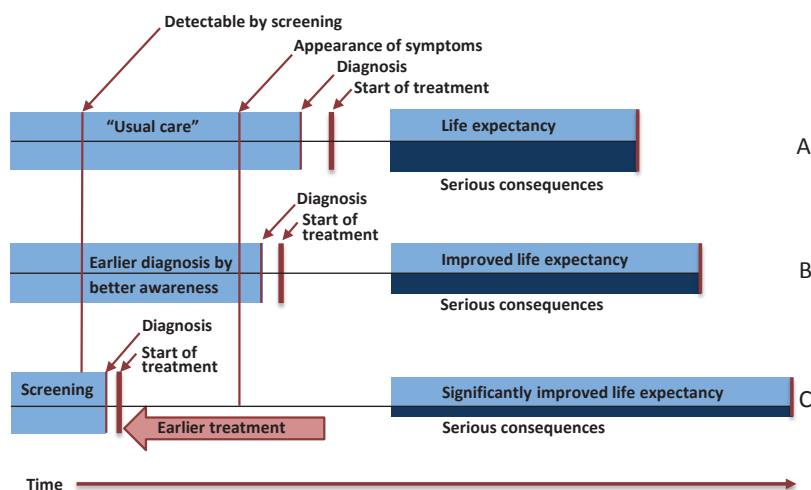 Detectable by screening
Appearance of symptoms
Diagnosis
Start of treatment
"Usual care"
Life expectancy
A
Serious consequences
Diagnosis
Start of
treatment
Earlier diagnosis by
better awareness
Improved life expectancy
B
Serious consequences
Diagnosis
Start of
treatment
Screening
Significantly improved life expectancy
C
Earlier treatment
Serious consequences
Time